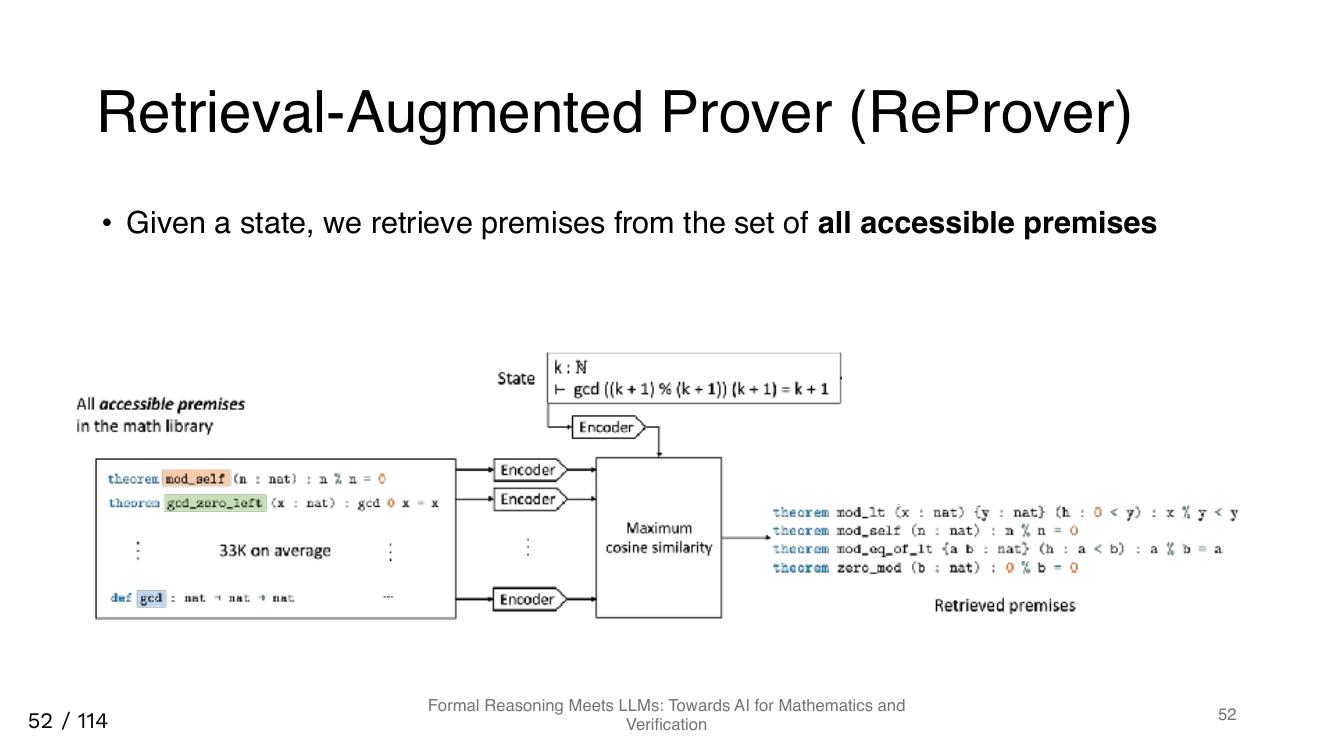 Retrieval-Augmented Prover (ReProver)
• Given a state, we retrieve premises from the set of all accessible premises
State
k : ℕ
⊢ gcd ((k + 1) % (k + 1)) (k + 1) = k + 1
All accessible premises
in the math library
Encoder
theorem mod_self (n : nat) : n % n = 0
theorem gcd_zero_left (x : nat) : gcd 0 x = x
⋮ 33K on average ⋮
def gcd : nat → nat → nat ...
Encoder
Encoder
⋮
Encoder
Maximum
cosine similarity
theorem mod_lt (x : nat) {y : nat} (h : 0 < y) : x % y < y
theorem mod_self (n : nat) : n % n = 0
theorem mod_eq_of_lt {a b : nat} (h : a < b) : a % b = a
theorem zero_mod (b : nat) : 0 % b = 0
Retrieved premises
52 / 114
Formal Reasoning Meets LLMs: Towards AI for Mathematics and
Verification
52